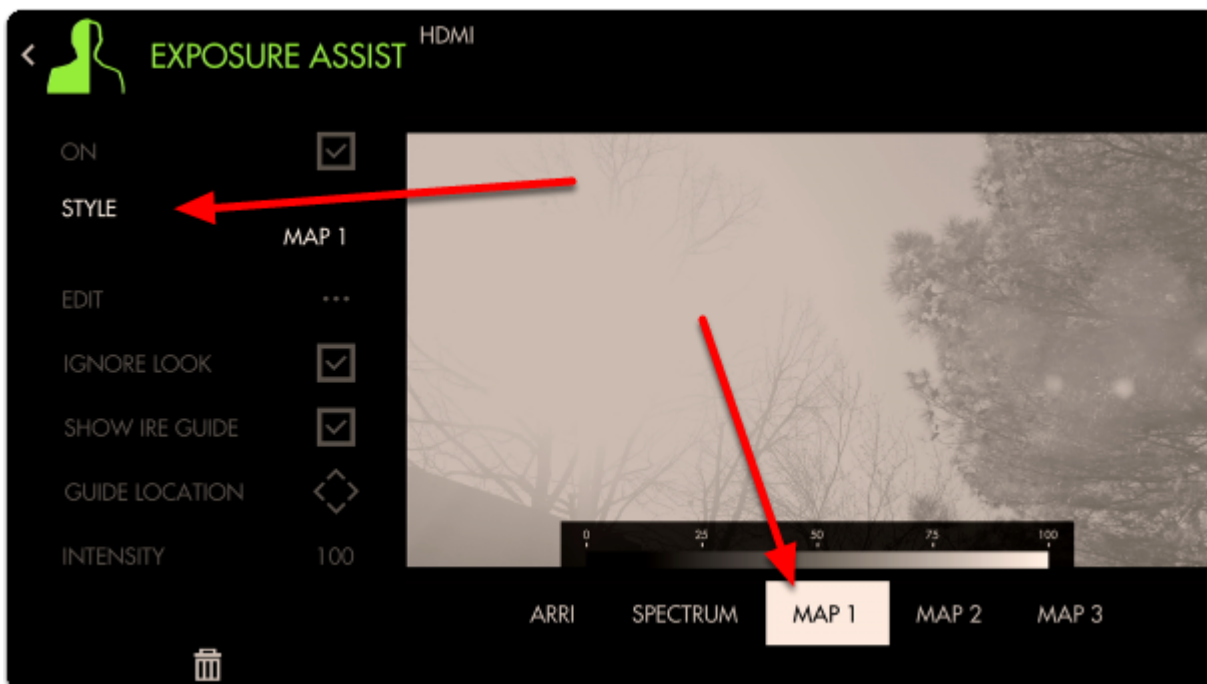 EXPOSURE ASSIST HDMI
ON
STYLE
MAP 1
EDIT ...
IGNORE LOOK
SHOW IRE GUIDE
GUIDE LOCATION
INTENSITY 100
0 25 50 75 100
ARRI SPECTRUM MAP 1 MAP 2 MAP 3